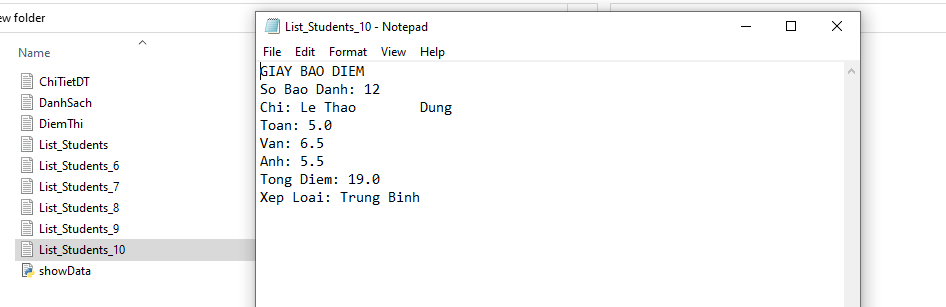 ew folder
Name
ChiTietDT
DanhSach
DiemThi
List_Students
List_Students_6
List_Students_7
List_Students_8
List_Students_9
List_Students_10
showData
List_Students_10 - Notepad
File Edit Format View Help
GIAY BAO DIEM
So Bao Danh: 12
Chi: Le Thao        Dung
Toan: 5.0
Van: 6.5
Anh: 5.5
Tong Diem: 19.0
Xep Loai: Trung Binh